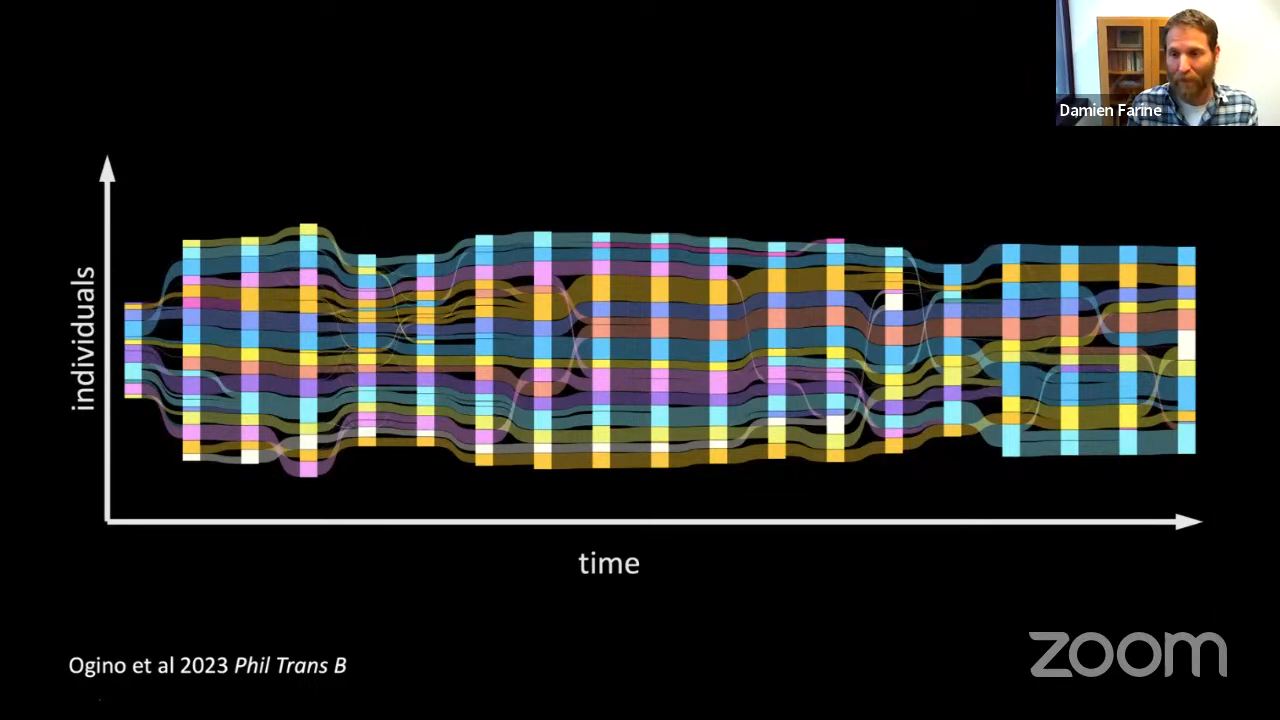 Damien Farine
individuals
time
Ogino et al 2023 Phil Trans B
zoom